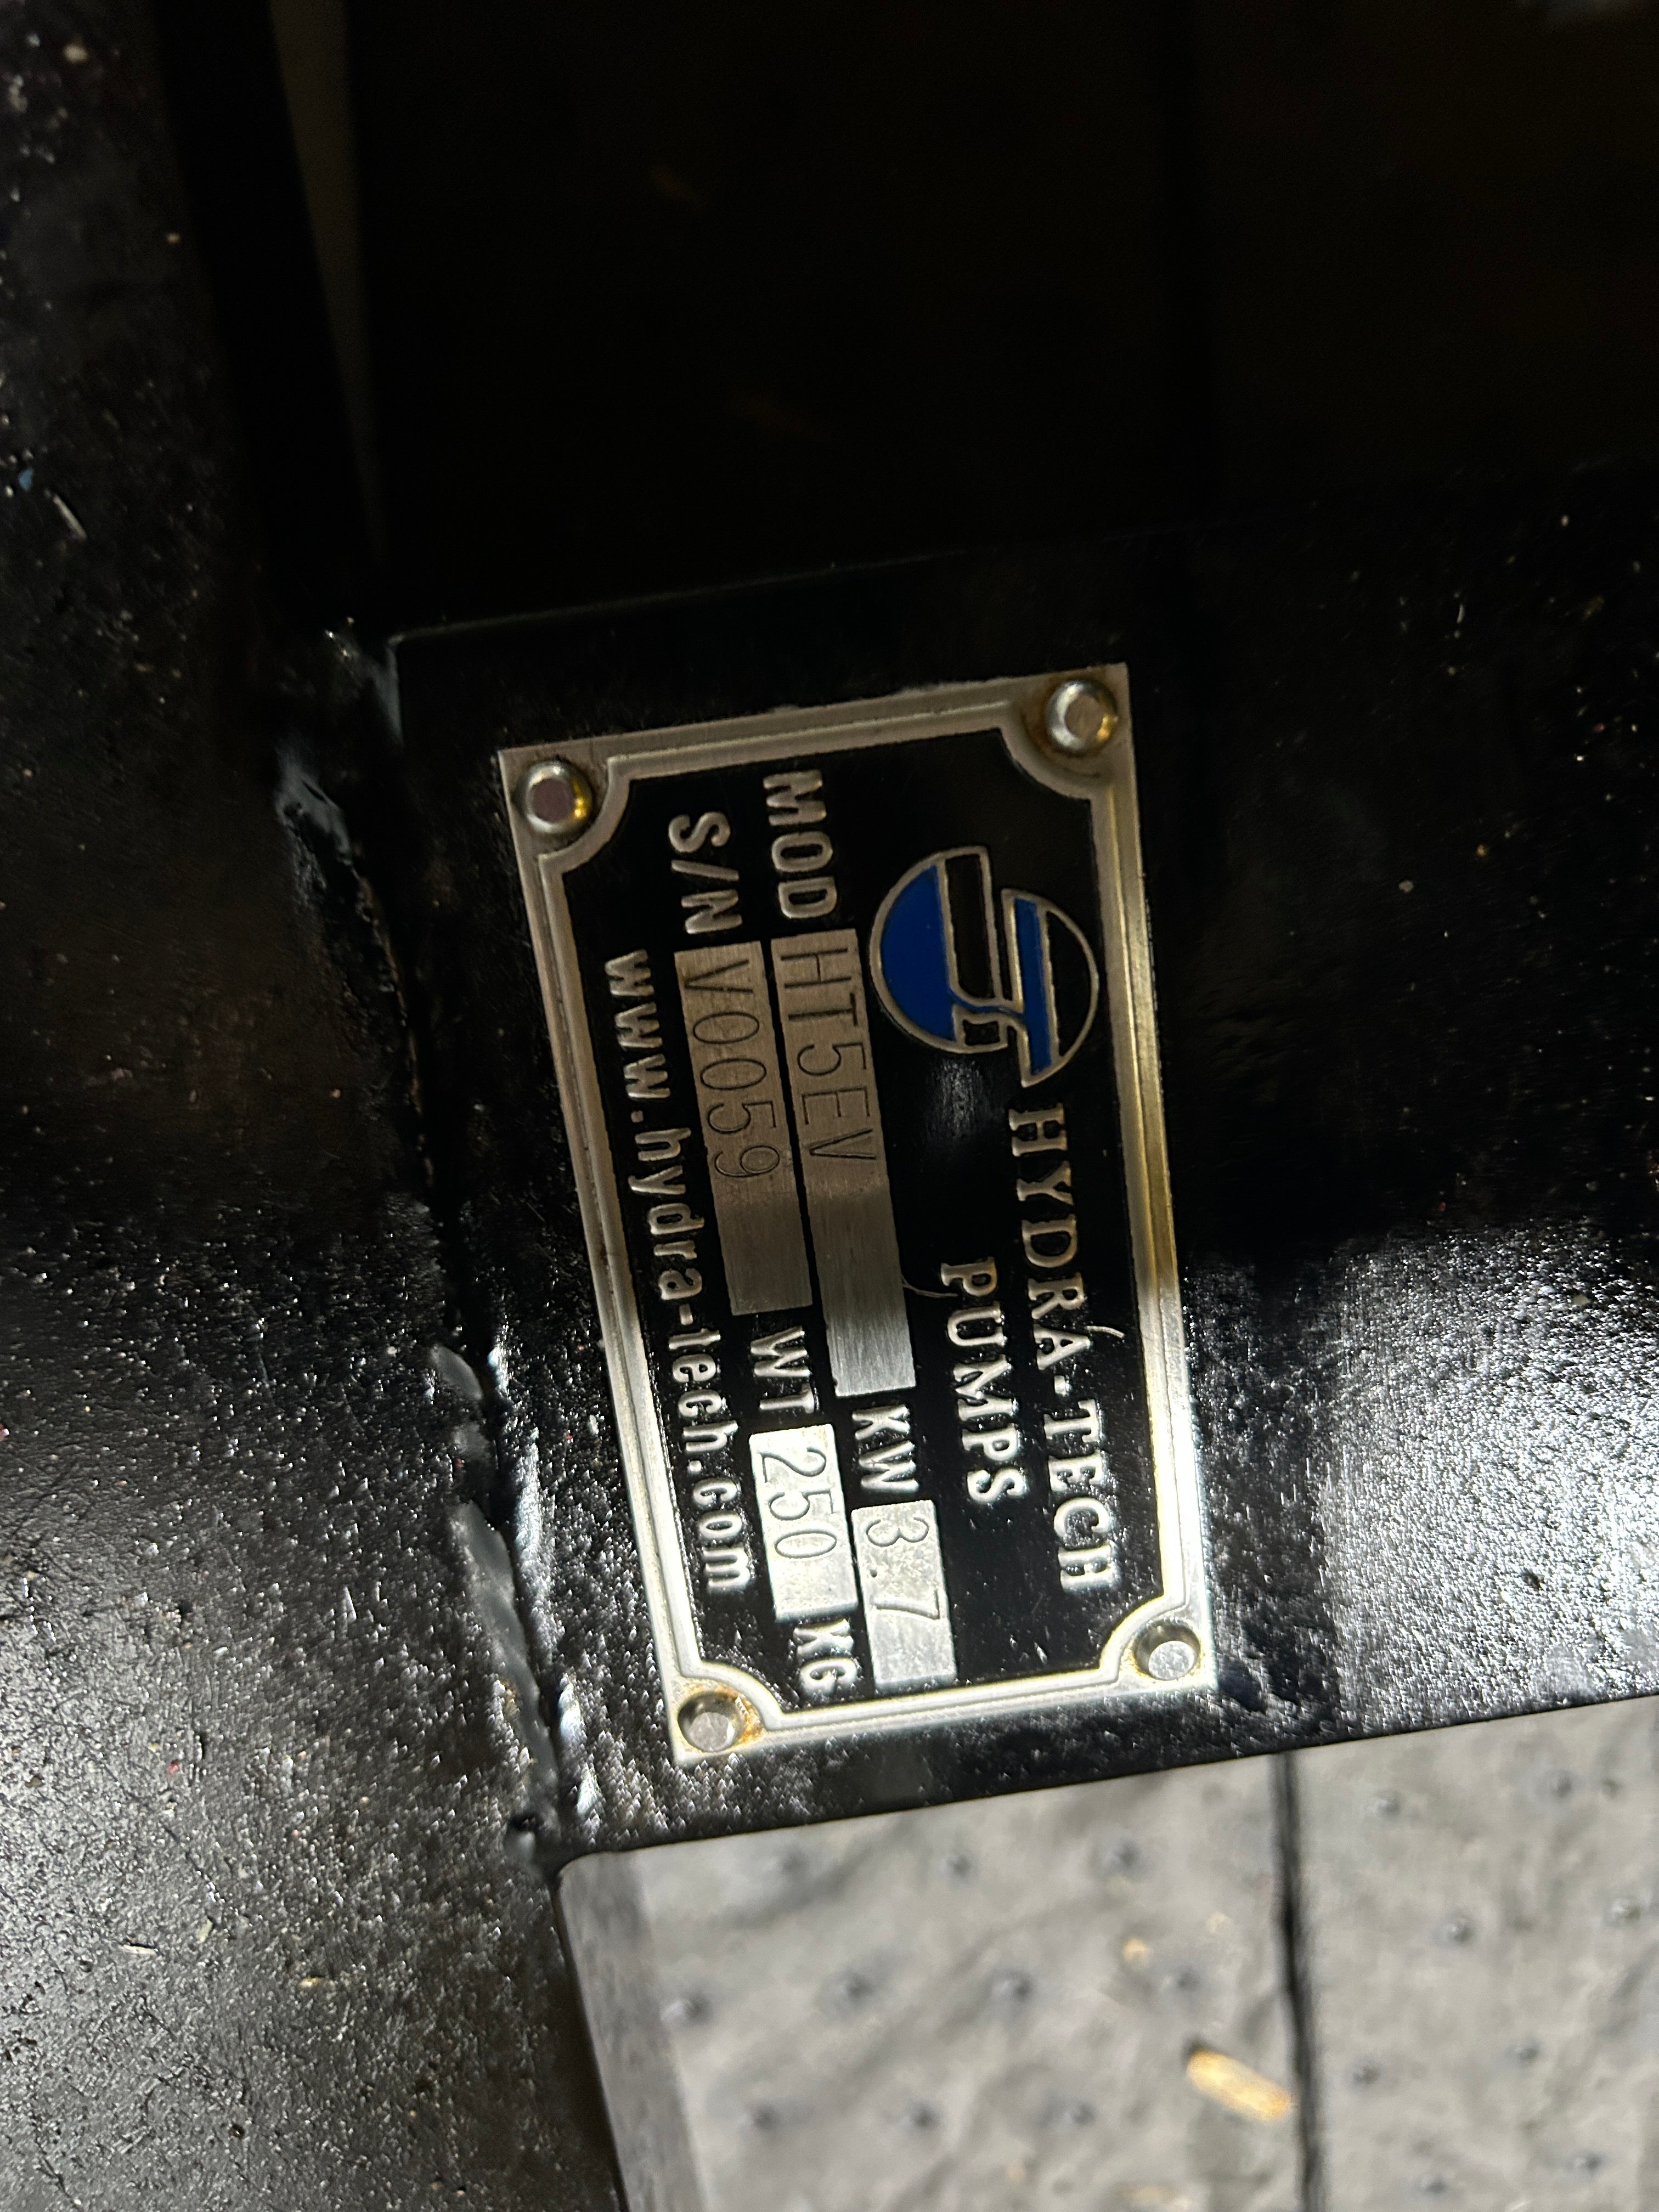 HYDRA-TECH
PUMPS
MOD HT5EV KW 3.7
S/N V0059 WT 250 KG
www.hydra-tech.com